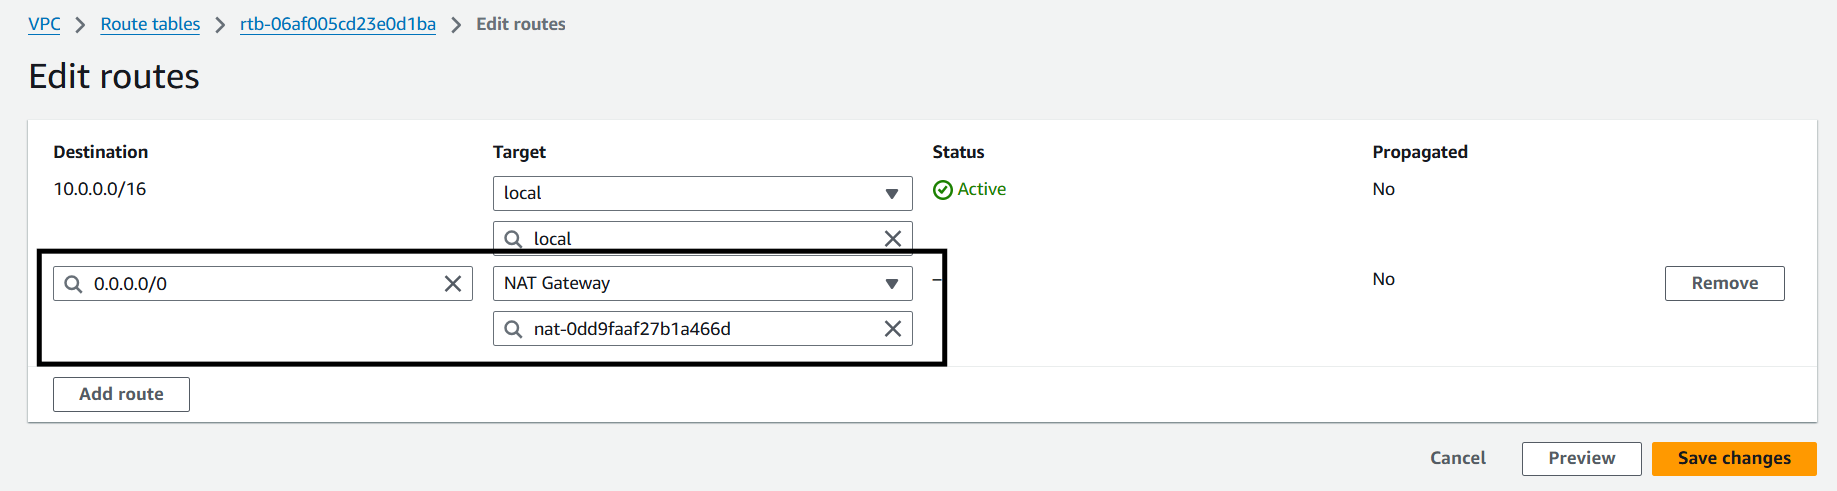 VPC > Route tables > rtb-06af005cd23e0d1ba > Edit routes
Edit routes
Destination Target Status Propagated
10.0.0.0/16 local Active No
local
0.0.0.0/0 NAT Gateway – No Remove
nat-0dd9faaf27b1a466d
Add route
Cancel Preview Save changes